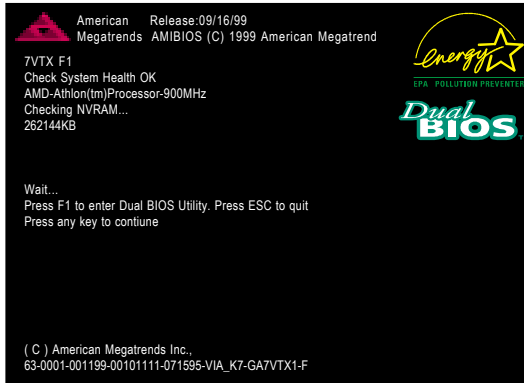 American Release:09/16/99
Megatrends AMIBIOS (C) 1999 American Megatrend
energy
EPA POLLUTION PREVENTER
7VTX F1
Check System Health OK
AMD-Athlon(tm)Processor-900MHz
Checking NVRAM...
262144KB
Dual
BIOS
Wait...
Press F1 to enter Dual BIOS Utility. Press ESC to quit
Press any key to contiune
( C ) American Megatrends Inc.,
63-0001-001199-00101111-071595-VIA_K7-GA7VTX1-F